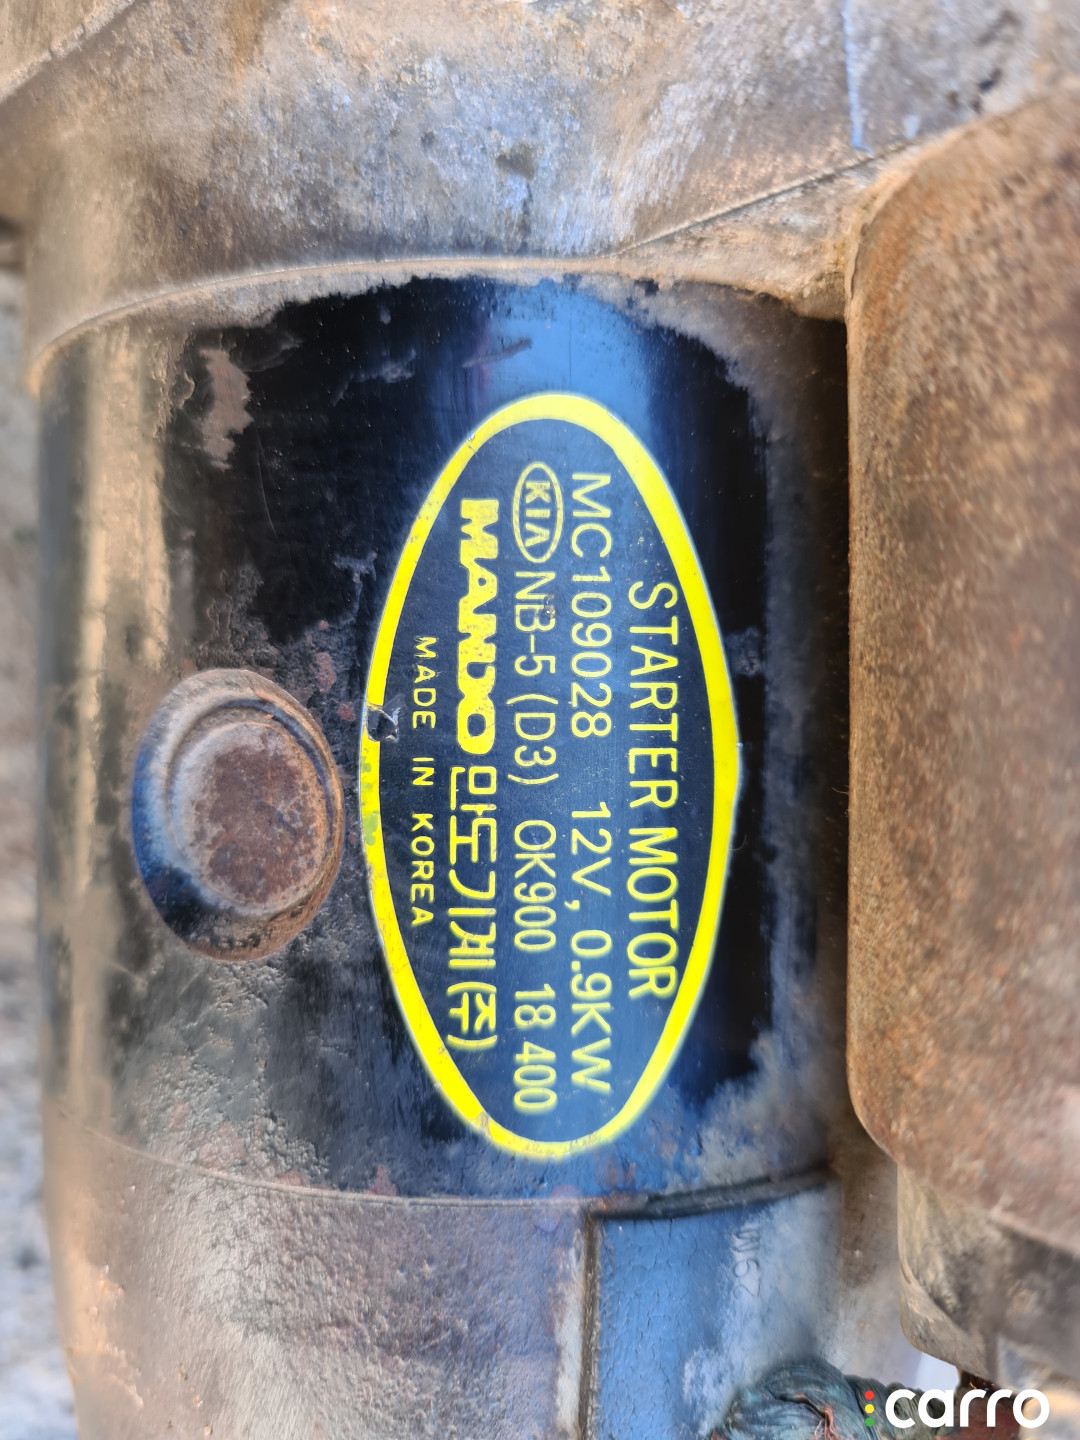 STARTER MOTOR
MC109028 12V, 0.9KW
KIA NB-5 (D3) OK900 18 400
MANDO 만도기계(주)
MADE IN KOREA
carro